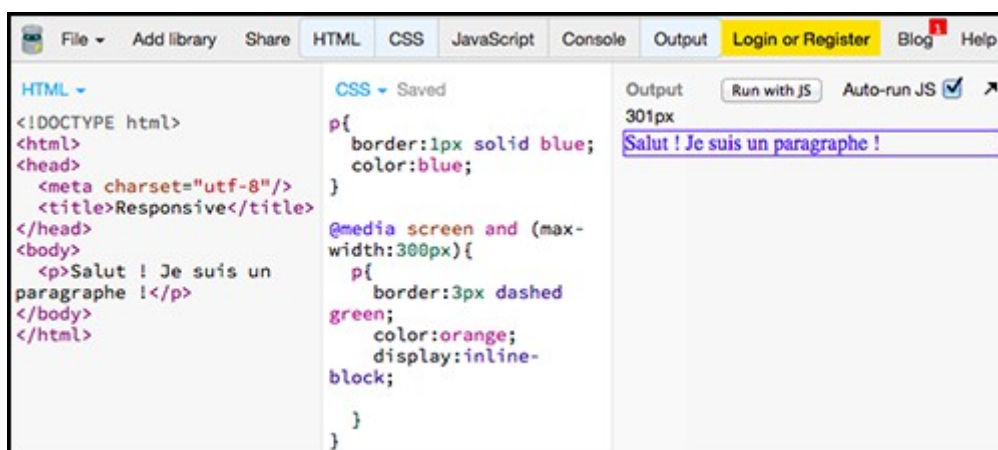 File Add library Share HTML CSS JavaScript Console Output Login or Register Blog 1 Help
HTML
<!DOCTYPE html>
<html>
<head>
<meta charset="utf-8"/>
<title>Responsive</title>
</head>
<body>
<p>Salut ! Je suis un
paragraphe !</p>
</body>
</html>
CSS Saved
p{
border:1px solid blue;
color:blue;
}
@media screen and (max-
width:300px){
p{
border:3px dashed
green;
color:orange;
display:inline-
block;
}
}
Output Run with JS Auto-run JS
301px
Salut ! Je suis un paragraphe !